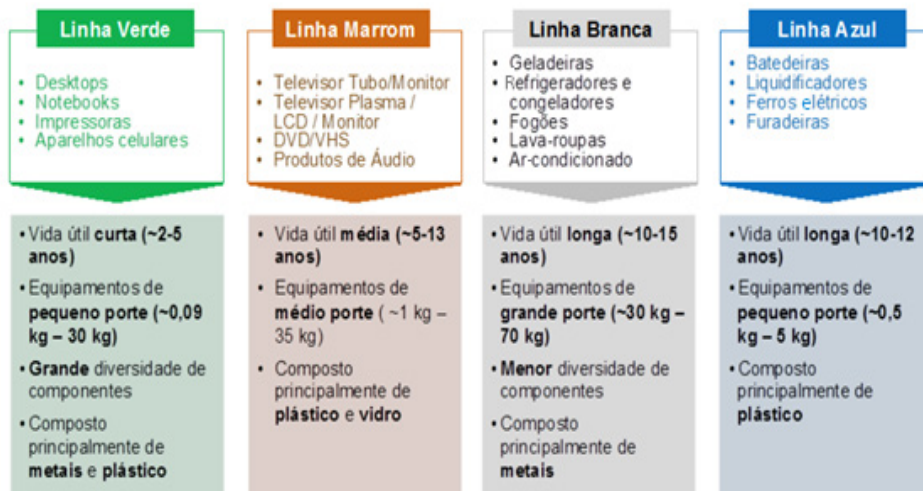 Linha Verde
• Desktops
• Notebooks
• Impressoras
• Aparelhos celulares
• Vida útil curta (~2-5
anos)
• Equipamentos de
pequeno porte (~0,09
kg – 30 kg)
• Grande diversidade de
componentes
• Composto
principalmente de
metais e plástico
Linha Marrom
• Televisor Tubo/Monitor
• Televisor Plasma /
LCD / Monitor
• DVD/VHS
• Produtos de Áudio
• Vida útil média (~5-13
anos)
• Equipamentos de
médio porte ( ~1 kg –
35 kg)
• Composto
principalmente de
plástico e vidro
Linha Branca
• Geladeiras
• Refrigeradores e
congeladores
• Fogões
• Lava-roupas
• Ar-condicionado
• Vida útil longa (~10-15
anos)
• Equipamentos de
grande porte (~30 kg –
70 kg)
• Menor diversidade de
componentes
• Composto
principalmente de
metais
Linha Azul
• Batedeiras
• Liquidificadores
• Ferros elétricos
• Furadeiras
• Vida útil longa (~10-12
anos)
• Equipamentos de
pequeno porte (~0,5
kg – 5 kg)
• Composto
principalmente de
plástico